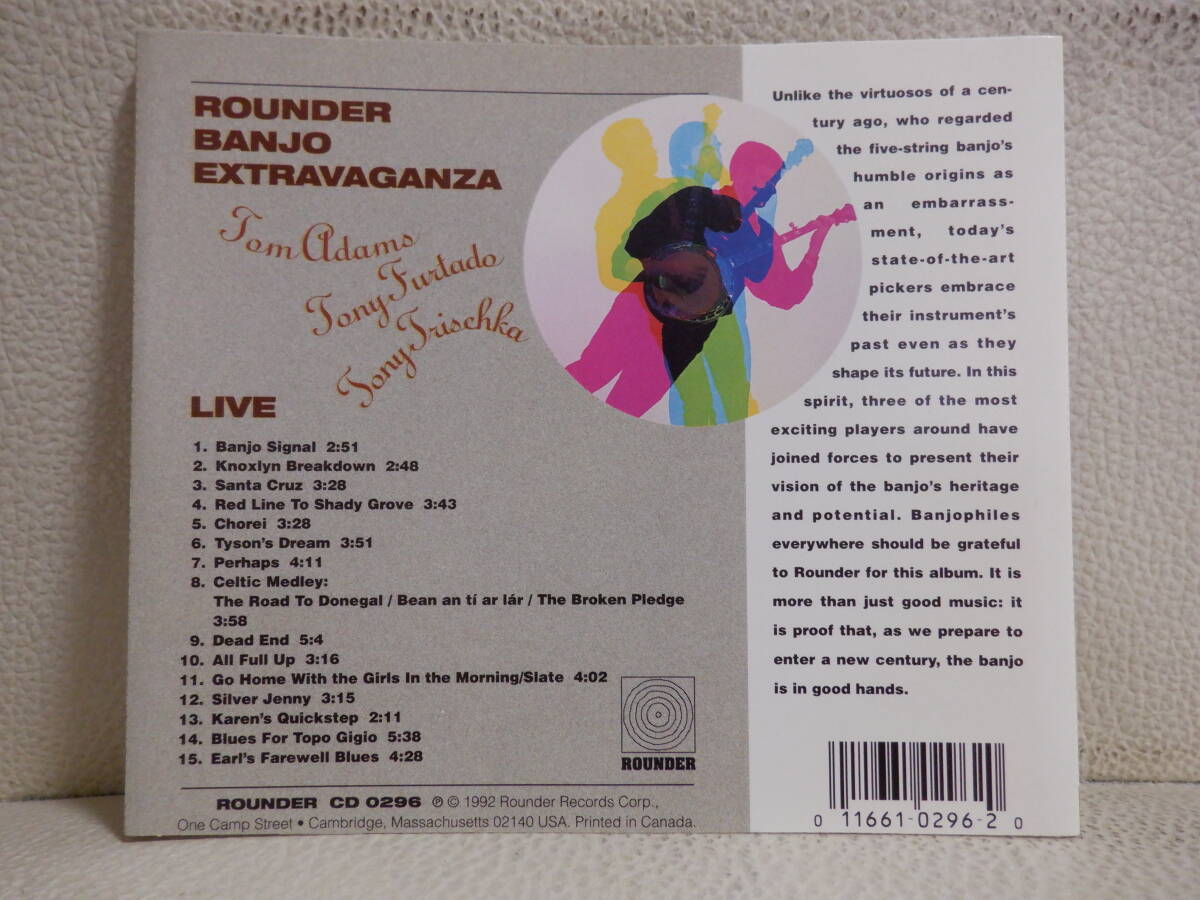 ROUNDER
BANJO
EXTRAVAGANZA
Tom Adams
Tony Furtado
Tony Trischka
LIVE
1. Banjo Signal 2:51
2. Knoxlyn Breakdown 2:48
3. Santa Cruz 3:28
4. Red Line To Shady Grove 3:43
5. Chorei 3:28
6. Tyson's Dream 3:51
7. Perhaps 4:11
8. Celtic Medley:
The Road To Donegal / Bean an tí ar lár / The Broken Pledge
3:58
9. Dead End 5:4
10. All Full Up 3:16
11. Go Home With the Girls In the Morning/Slate 4:02
12. Silver Jenny 3:15
13. Karen's Quickstep 2:11
14. Blues For Topo Gigio 5:38
15. Earl's Farewell Blues 4:28
ROUNDER
ROUNDER CD 0296 ℗ © 1992 Rounder Records Corp.,
One Camp Street • Cambridge, Massachusetts 02140 USA. Printed in Canada.
Unlike the virtuosos of a cen-
tury ago, who regarded
the five-string banjo's
humble origins as
an embarrass-
ment, today's
state-of-the-art
pickers embrace
their instrument's
past even as they
shape its future. In this
spirit, three of the most
exciting players around have
joined forces to present their
vision of the banjo's heritage
and potential. Banjophiles
everywhere should be grateful
to Rounder for this album. It is
more than just good music: it
is proof that, as we prepare to
enter a new century, the banjo
is in good hands.
0 11661-0296-2 0